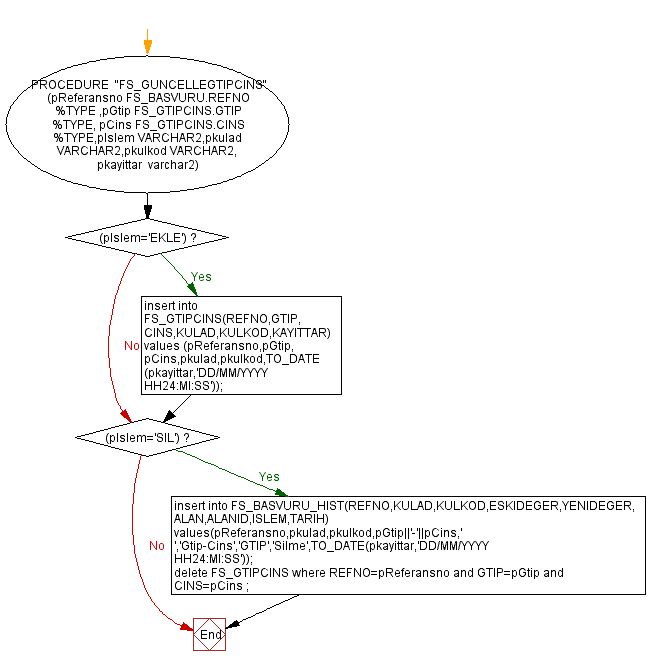 PROCEDURE "FS_GUNCELLEGTIPCINS"
(pReferansno FS_BASVURU.REFNO
%TYPE ,pGtip FS_GTIPCINS.GTIP
%TYPE, pCins FS_GTIPCINS.CINS
%TYPE,pIslem VARCHAR2,pkulad
VARCHAR2,pkulkod VARCHAR2,
pkayittar varchar2)
(pIslem='EKLE') ?
Yes
insert into
FS_GTIPCINS(REFNO,GTIP,
CINS,KULAD,KULKOD,KAYITTAR)
values (pReferansno,pGtip,
pCins,pkulad,pkulkod,TO_DATE
(pkayittar,'DD/MM/YYYY
HH24:MI:SS'));
No
(pIslem='SIL') ?
Yes
insert into FS_BASVURU_HIST(REFNO,KULAD,KULKOD,ESKIDEGER,YENIDEGER,
ALAN,ALANID,ISLEM,TARIH)
values(pReferansno,pkulad,pkulkod,pGtip||'-'||pCins,'
','Gtip-Cins','GTIP','Silme',TO_DATE(pkayittar,'DD/MM/YYYY
HH24:MI:SS'));
delete FS_GTIPCINS where REFNO=pReferansno and GTIP=pGtip and
CINS=pCins ;
No
End